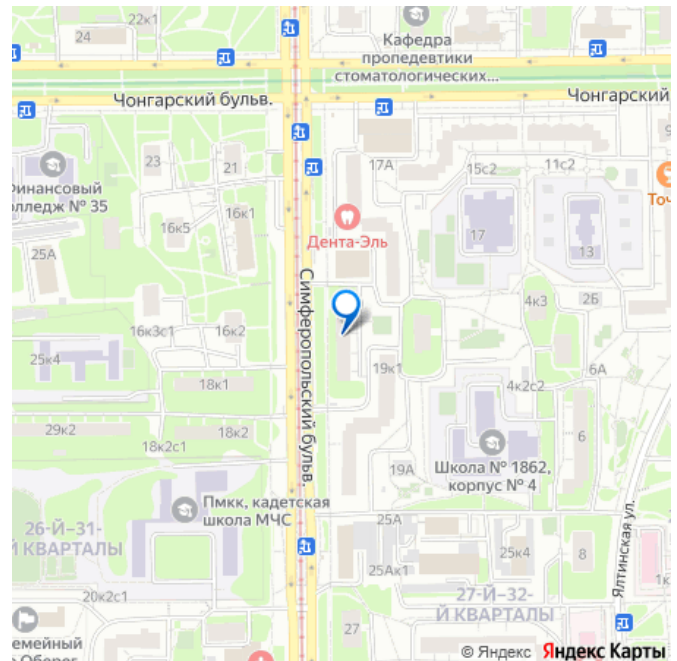 22к1
24
Кафедра
пропедевтики
стоматологических...
Чонгарский бульв.
Чонгарский
9
17А
15с2
11с2
23
21
Финансовый
колледж № 35
Точ
16к1
16к5
17
13
Дента-Эль
25А
Симферопольский бульв.
4к3
2Б
16к3с1
16к2
25к4
19к1
6А
18к1
4к2с2
29к2
18к2
18к2с1
6
19А
Школа № 1862,
корпус № 4
Пмкк, кадетская
школа МЧС
26-Й–31-
Й КВАРТАЛЫ
25А
25к4
8
Ялтинская ул.
25Ак1
1к
20к2с1
27-Й–32-
Й КВАРТАЛЫ
27
емейный
Оберег
© Яндекс Яндекс Карты